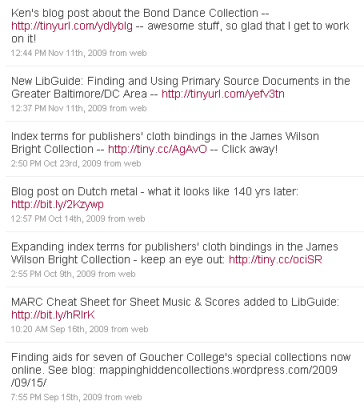 Ken's blog post about the Bond Dance Collection --
http://tinyurl.com/ydlyblg -- awesome stuff, so glad that I get to work
on it!
12:44 PM Nov 11th, 2009 from web
New LibGuide: Finding and Using Primary Source Documents in the
Greater Baltimore/DC Area -- http://tinyurl.com/yefv3tn
12:37 PM Nov 11th, 2009 from web
Index terms for publishers' cloth bindings in the James Wilson
Bright Collection -- http://tiny.cc/AgAvO -- Click away!
2:50 PM Oct 23rd, 2009 from web
Blog post on Dutch metal - what it looks like 140 yrs later:
http://bit.ly/2Kzywp
12:57 PM Oct 14th, 2009 from web
Expanding index terms for publishers' cloth bindings in the James
Wilson Bright Collection - keep an eye out: http://tiny.cc/ociSR
2:55 PM Oct 9th, 2009 from web
MARC Cheat Sheet for Sheet Music & Scores added to LibGuide:
http://bit.ly/hRIrK
10:20 AM Sep 16th, 2009 from web
Finding aids for seven of Goucher College's special collections now
online. See blog: mappinghiddencollections.wordpress.com/2009
/09/15/
7:55 PM Sep 15th, 2009 from web